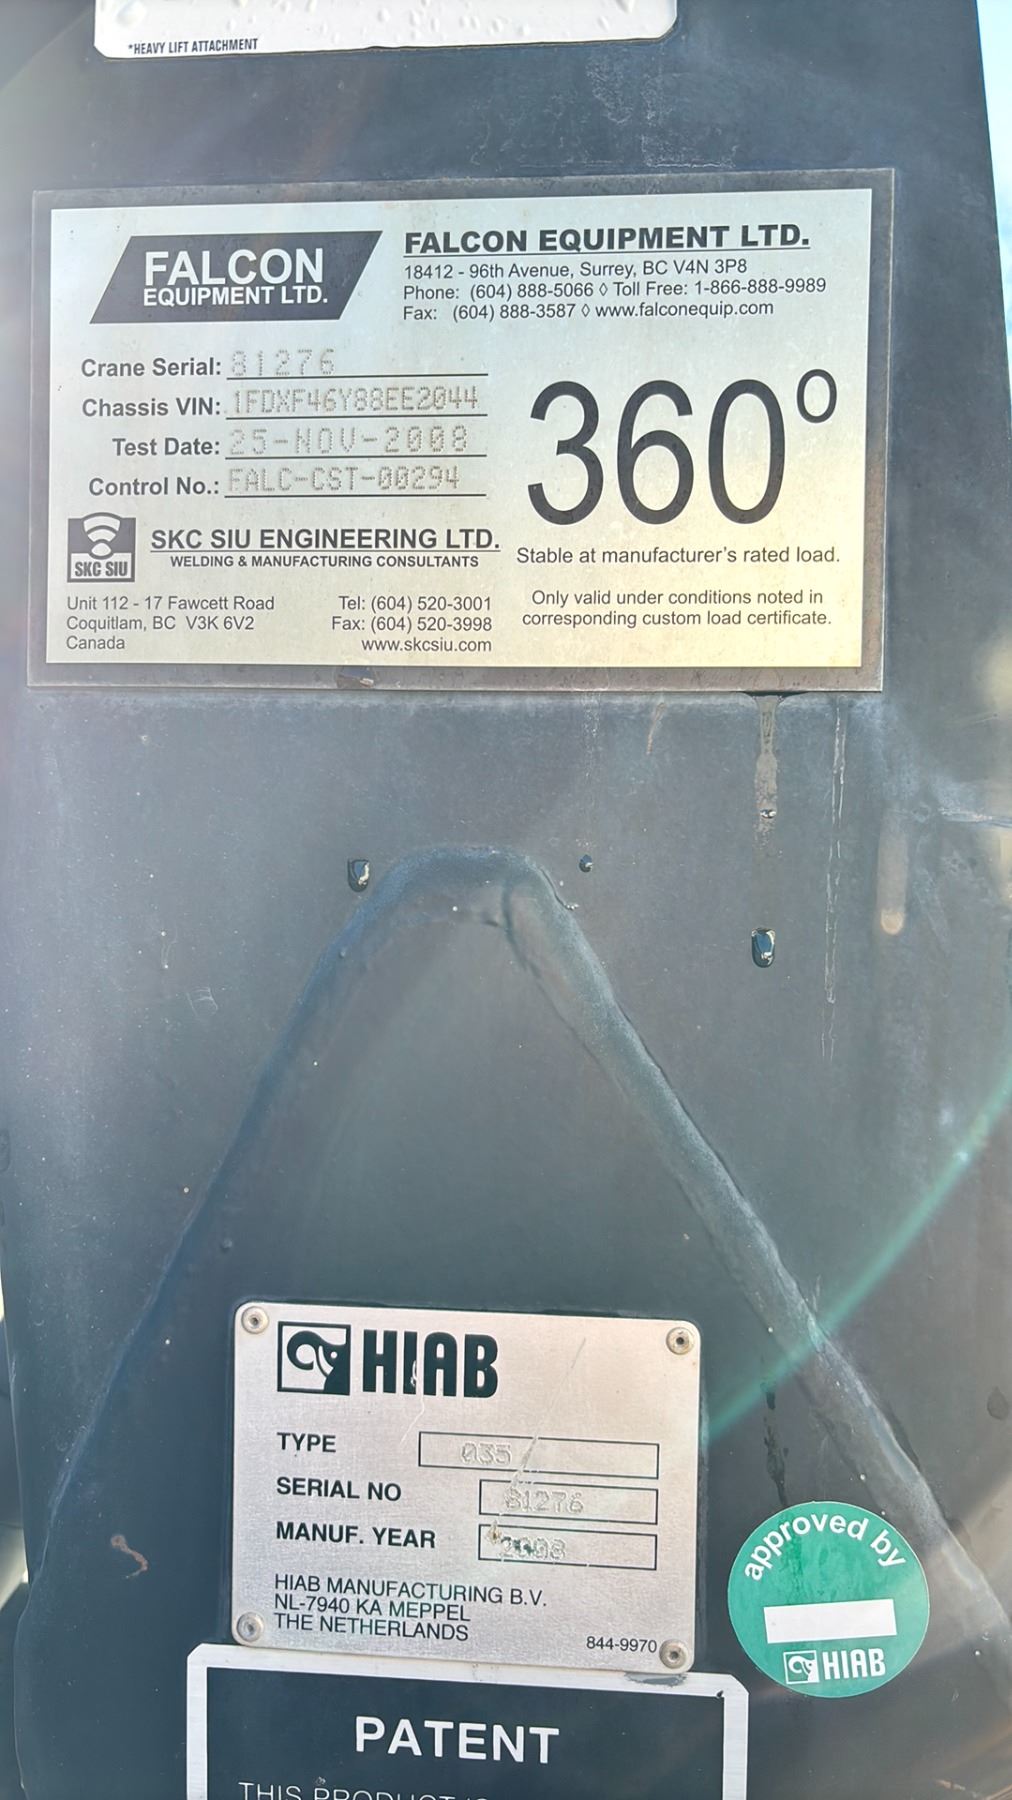 *HEAVY LIFT ATTACHMENT
FALCON
EQUIPMENT LTD.
FALCON EQUIPMENT LTD.
18412 - 96th Avenue, Surrey, BC V4N 3P8
Phone: (604) 888-5066 ◊ Toll Free: 1-866-888-9989
Fax: (604) 888-3587 ◊ www.falconequip.com
Crane Serial: 81276
Chassis VIN: 1FDXF46Y88EE2044
Test Date: 25-NOV-2008
Control No.: FALC-CST-00294
360°
Stable at manufacturer's rated load.
Only valid under conditions noted in
corresponding custom load certificate.
SKC SIU
SKC SIU ENGINEERING LTD.
WELDING & MANUFACTURING CONSULTANTS
Unit 112 - 17 Fawcett Road
Coquitlam, BC V3K 6V2
Canada
Tel: (604) 520-3001
Fax: (604) 520-3998
www.skcsiu.com
HIAB
TYPE 035
SERIAL NO 81276
MANUF. YEAR 2008
HIAB MANUFACTURING B.V.
NL-7940 KA MEPPEL
THE NETHERLANDS
844-9970
approved by
HIAB
PATENT
THIS PRODUCT